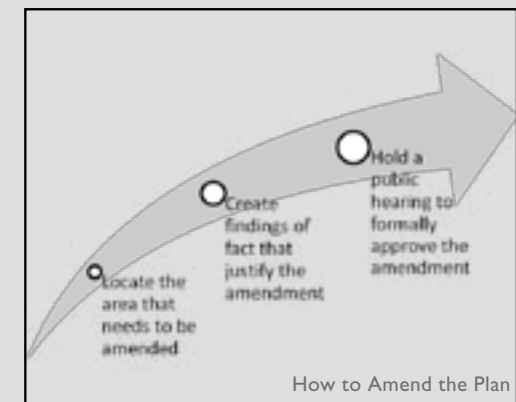 Locate the
area that
needs to be
amended
Create
findings of
fact that
justify the
amendment
Hold a
public
hearing to
formally
approve the
amendment
How to Amend the Plan